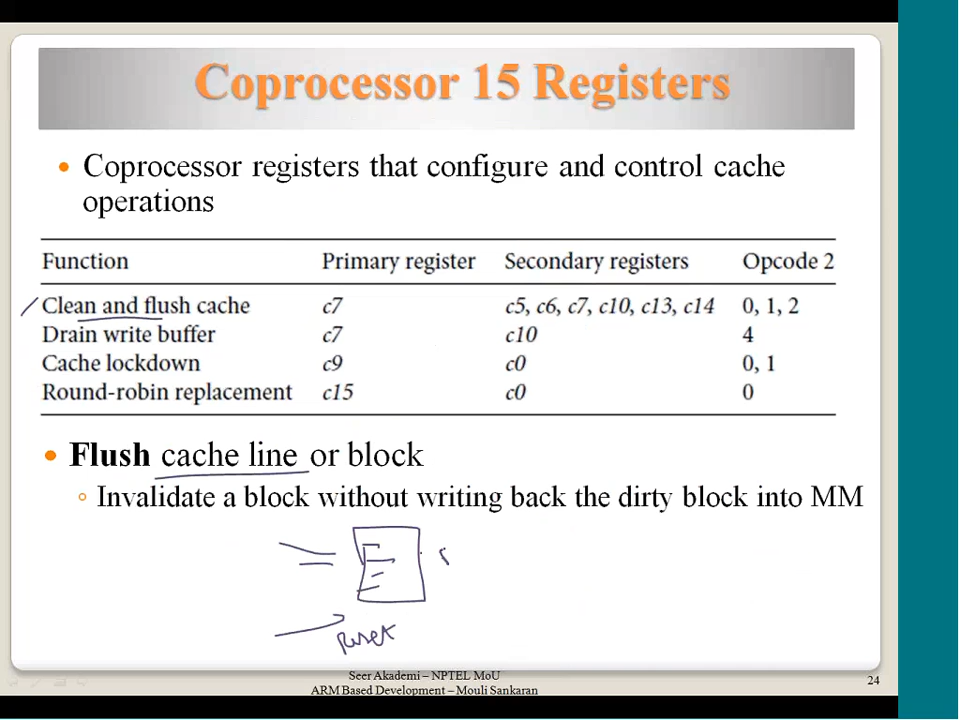 Coprocessor 15 Registers
• Coprocessor registers that configure and control cache
operations
Function Primary register Secondary registers Opcode 2
Clean and flush cache c7 c5, c6, c7, c10, c13, c14 0, 1, 2
Drain write buffer c7 c10 4
Cache lockdown c9 c0 0, 1
Round-robin replacement c15 c0 0
• Flush cache line or block
◦ Invalidate a block without writing back the dirty block into MM
Reset
Seer Akademi – NPTEL MoU
ARM Based Development – Mouli Sankaran
24